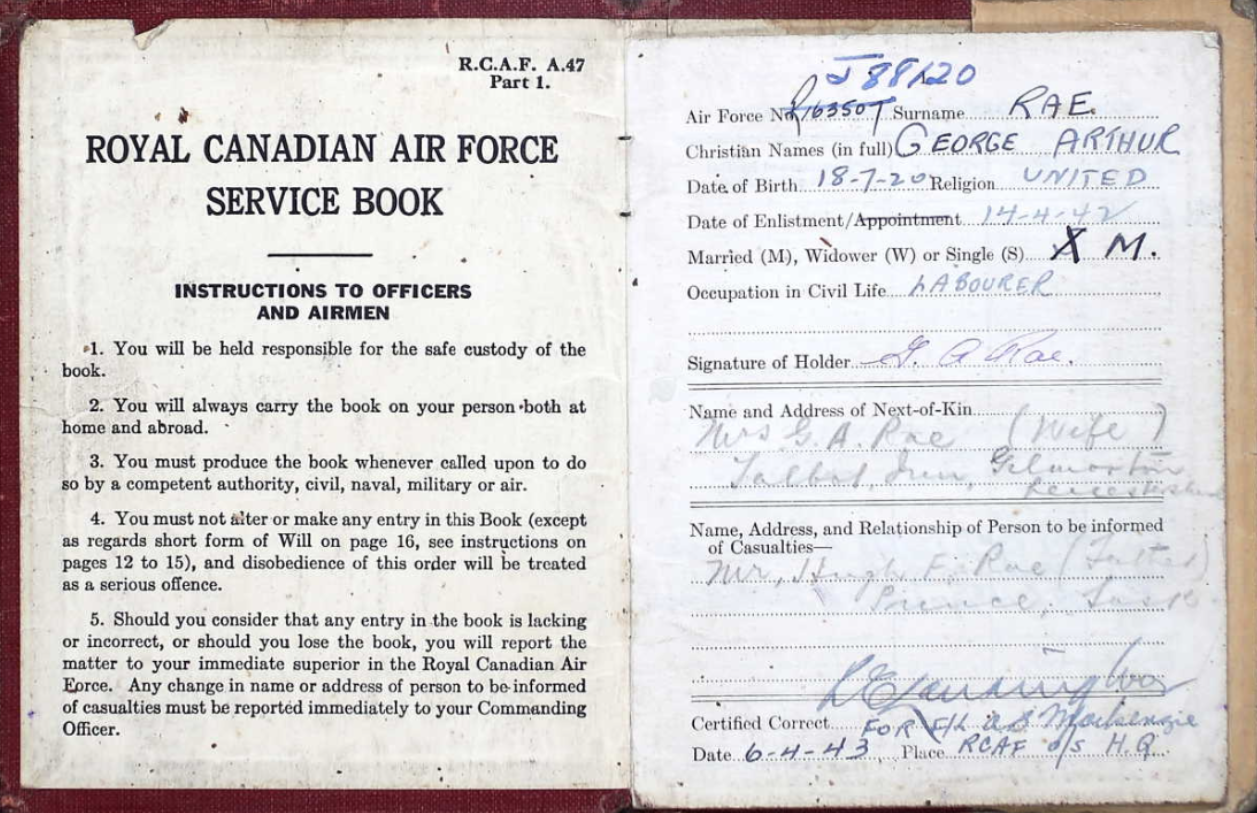 R.C.A.F. A.47
Part 1.
ROYAL CANADIAN AIR FORCE
SERVICE BOOK
INSTRUCTIONS TO OFFICERS
AND AIRMEN
1. You will be held responsible for the safe custody of the
book.
2. You will always carry the book on your person both at
home and abroad.
3. You must produce the book whenever called upon to do
so by a competent authority, civil, naval, military or air.
4. You must not alter or make any entry in this Book (except
as regards short form of Will on page 16, see instructions on
pages 12 to 15), and disobedience of this order will be treated
as a serious offence.
5. Should you consider that any entry in the book is lacking
or incorrect, or should you lose the book, you will report the
matter to your immediate superior in the Royal Canadian Air
Force. Any change in name or address of person to be informed
of casualties must be reported immediately to your Commanding
Officer.
J88120
Air Force No. R163507 Surname RAE.
Christian Names (in full) GEORGE ARTHUR
Date of Birth 18-7-20 Religion UNITED
Date of Enlistment/Appointment 14-4-42
Married (M), Widower (W) or Single (S) X M.
Occupation in Civil Life LABOURER
Signature of Holder G. A Rae.
Name and Address of Next-of-Kin
Mrs G. A. Rae (Wife)
Talbot Inn, Gilmorton
Leicestershire
Name, Address, and Relationship of Person to be informed
of Casualties—
Mr, Hugh F. Rae (Father)
Prince, Sask
Certified Correct FOR F/L A S Mackenzie
Date 6-4-43 Place RCAF o/s H.Q.